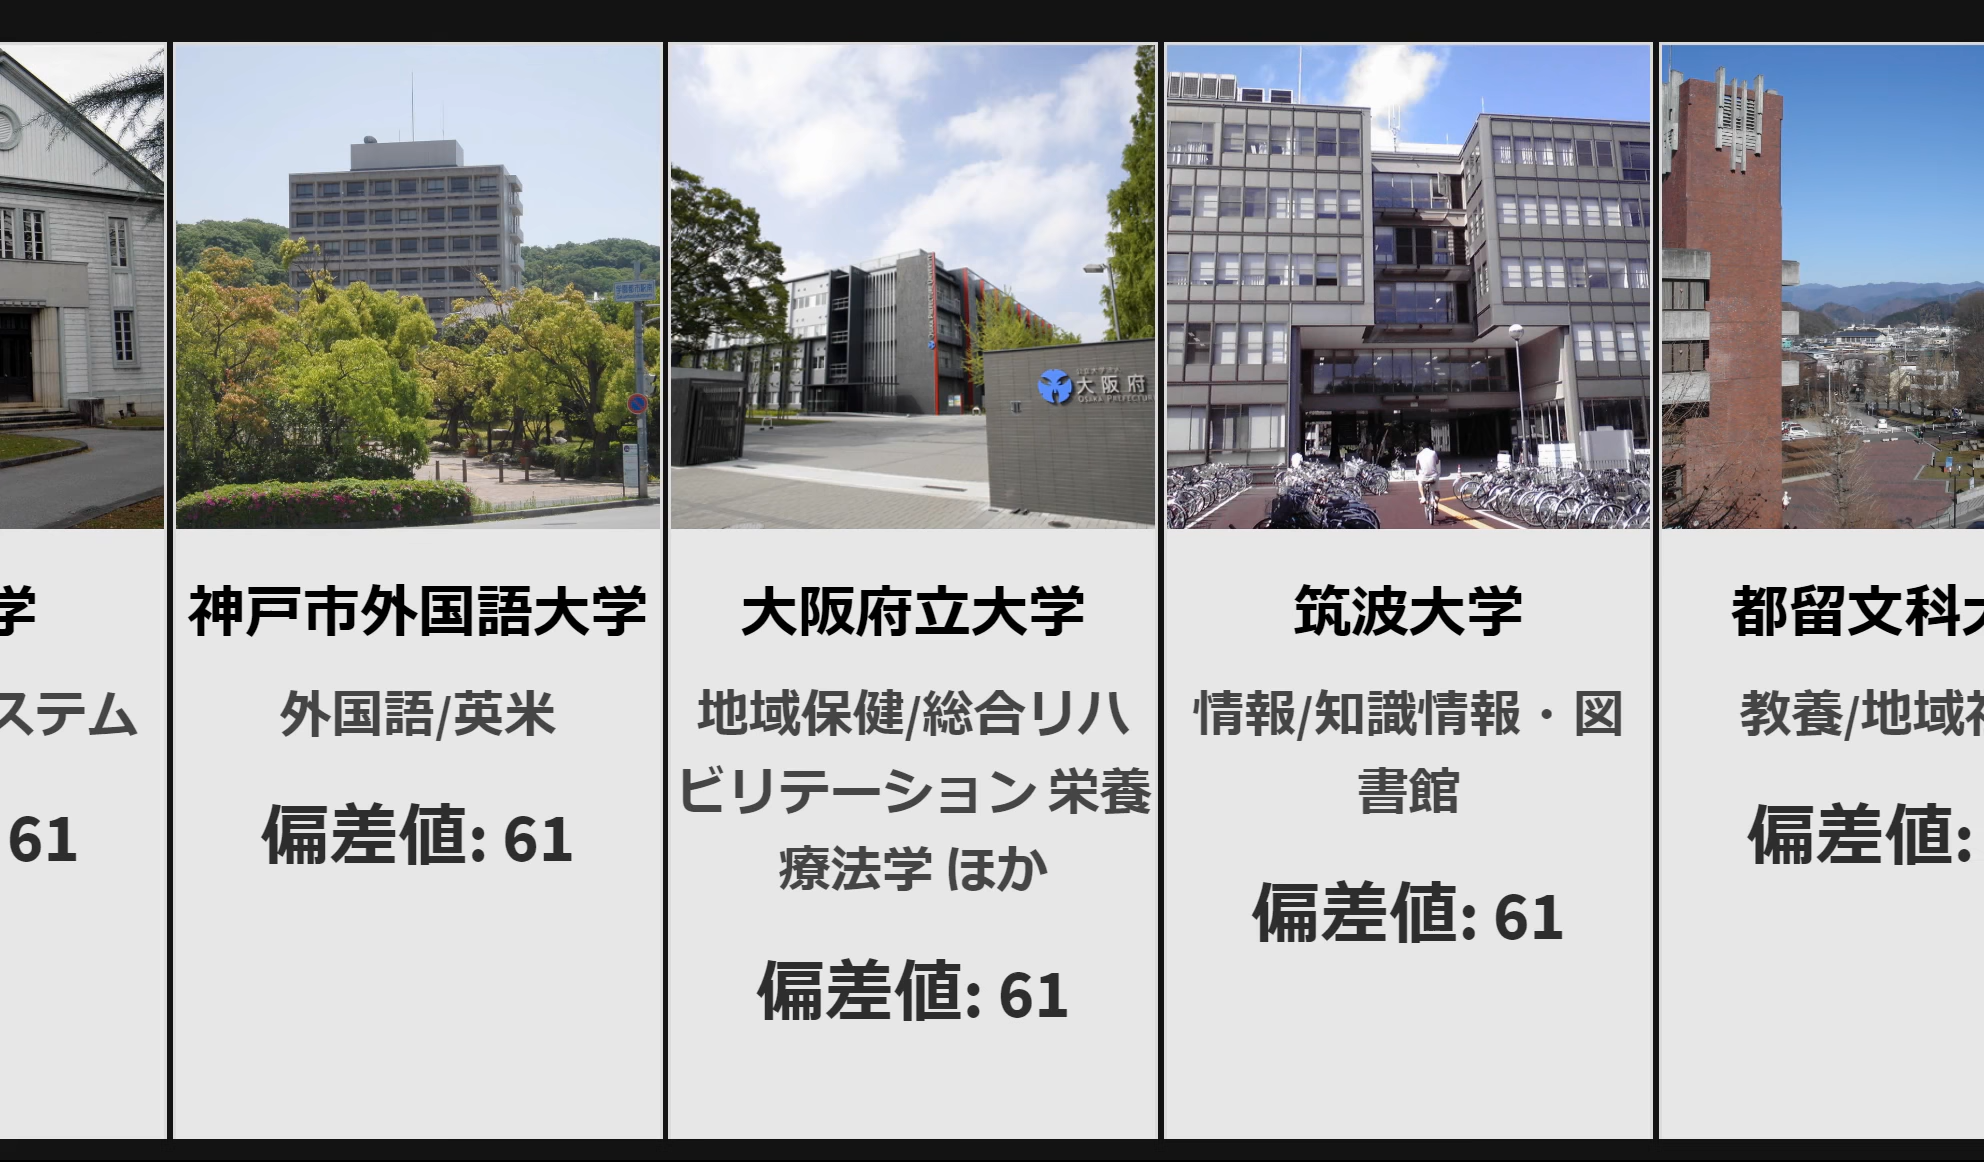 学
ステム
61
神戸市外国語大学
外国語/英米
偏差値: 61
大阪府
大阪府立大学
地域保健/総合リハ
ビリテーション 栄養
療法学 ほか
偏差値: 61
筑波大学
情報/知識情報・図
書館
偏差値: 61
都留文科
教養/地域
偏差値: